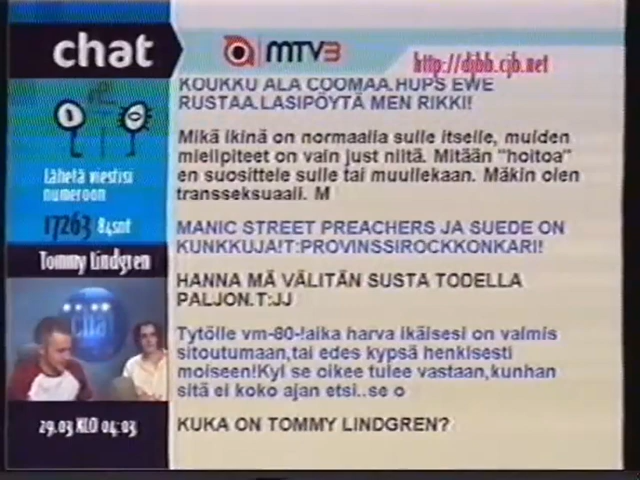 chat
MTV3
http://djbb.cjb.net
KOUKKU ALA COOMAA.HUPS EWE
RUSTAA.LASIPÖYTÄ MEN RIKKI!
Mikä ikinä on normaalia sulle itselle, muiden
mielipiteet on vain just niitä. Mitään "hoitoa"
en suosittele sulle tai muullekaan. Mäkin olen
transseksuaali. M
MANIC STREET PREACHERS JA SUEDE ON
KUNKKUJA!T:PROVINSSIROCKKONKARI!
HANNA MÄ VÄLITÄN SUSTA TODELLA
PALJON.T:JJ
Tytölle vm-80-!aika harva ikäisesi on valmis
sitoutumaan,tai edes kypsä henkisesti
moiseen!Kyl se oikee tulee vastaan,kunhan
sitä ei koko ajan etsi..se o
KUKA ON TOMMY LINDGREN?
Lähetä viestisi
numeroon
17263 84snt
Tommy Lindgren
chat
29.03 KLO 04:03